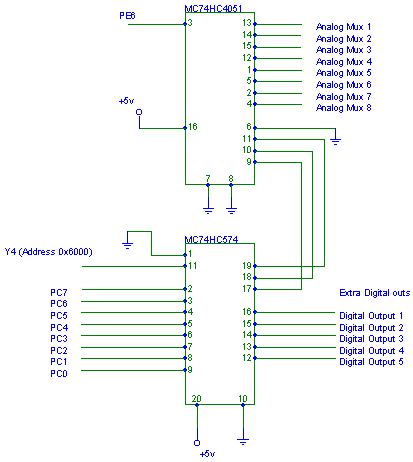 MC74HC4051
PE6 3 13 Analog Mux 1
14 Analog Mux 2
15 Analog Mux 3
12 Analog Mux 4
1 Analog Mux 5
5 Analog Mux 6
2 Analog Mux 7
4 Analog Mux 8
+5v
16 6
11
10
9
7 8
MC74HC574
Y4 (Address 0x6000) 1
11 19
18
PC7 2 17 Extra Digital outs
PC6 3
PC5 4 16 Digital Output 1
PC4 5 15 Digital Output 2
PC3 6 14 Digital Output 3
PC2 7 13 Digital Output 4
PC1 8 12 Digital Output 5
PC0 9
20 10
+5v